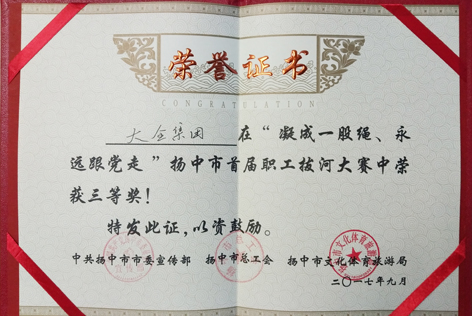 荣誉证书
CONGRATULATION
大全集团 在“凝成一股绳、永
远跟党走”扬中市首届职工拔河大赛中荣
获三等奖！
特发此证，以资鼓励。
中共扬中市市委宣传部 扬中市总工会 扬中市文化体育旅游局
二〇一七年九月